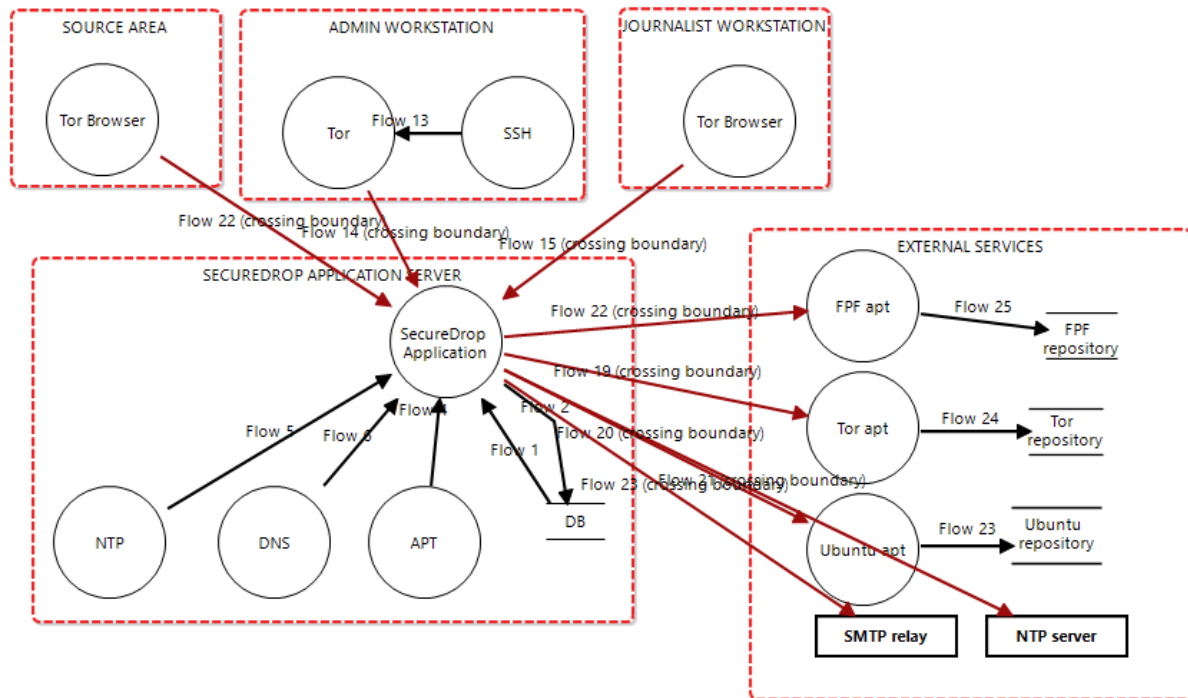 SOURCE AREA
ADMIN WORKSTATION
JOURNALIST WORKSTATION
Tor Browser
Tor
Flow 13
SSH
Tor Browser
Flow 22 (crossing boundary)
Flow 14 (crossing boundary)
Flow 15 (crossing boundary)
EXTERNAL SERVICES
SECUREDROP APPLICATION SERVER
SecureDrop
Application
Flow 22 (crossing boundary)
FPF apt
Flow 25
FPF
repository
Flow 19 (crossing boundary)
Flow 5
Flow 6
Flow 4
Flow 2
Flow 1
Flow 20 (crossing boundary)
Tor apt
Flow 24
Tor
repository
Flow 23 (crossing boundary)
Flow 21 (crossing boundary)
NTP
DNS
APT
DB
Ubuntu apt
Flow 23
Ubuntu
repository
SMTP relay
NTP server